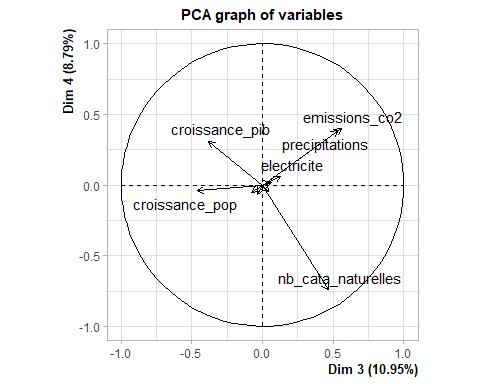 PCA graph of variables
Dim 4 (8.79%)
1.0
0.5
0.0
-0.5
-1.0
emissions_co2
croissance_pib
precipitations
electricite
croissance_pop
nb_cata_naturelles
-1.0 -0.5 0.0 0.5 1.0
Dim 3 (10.95%)